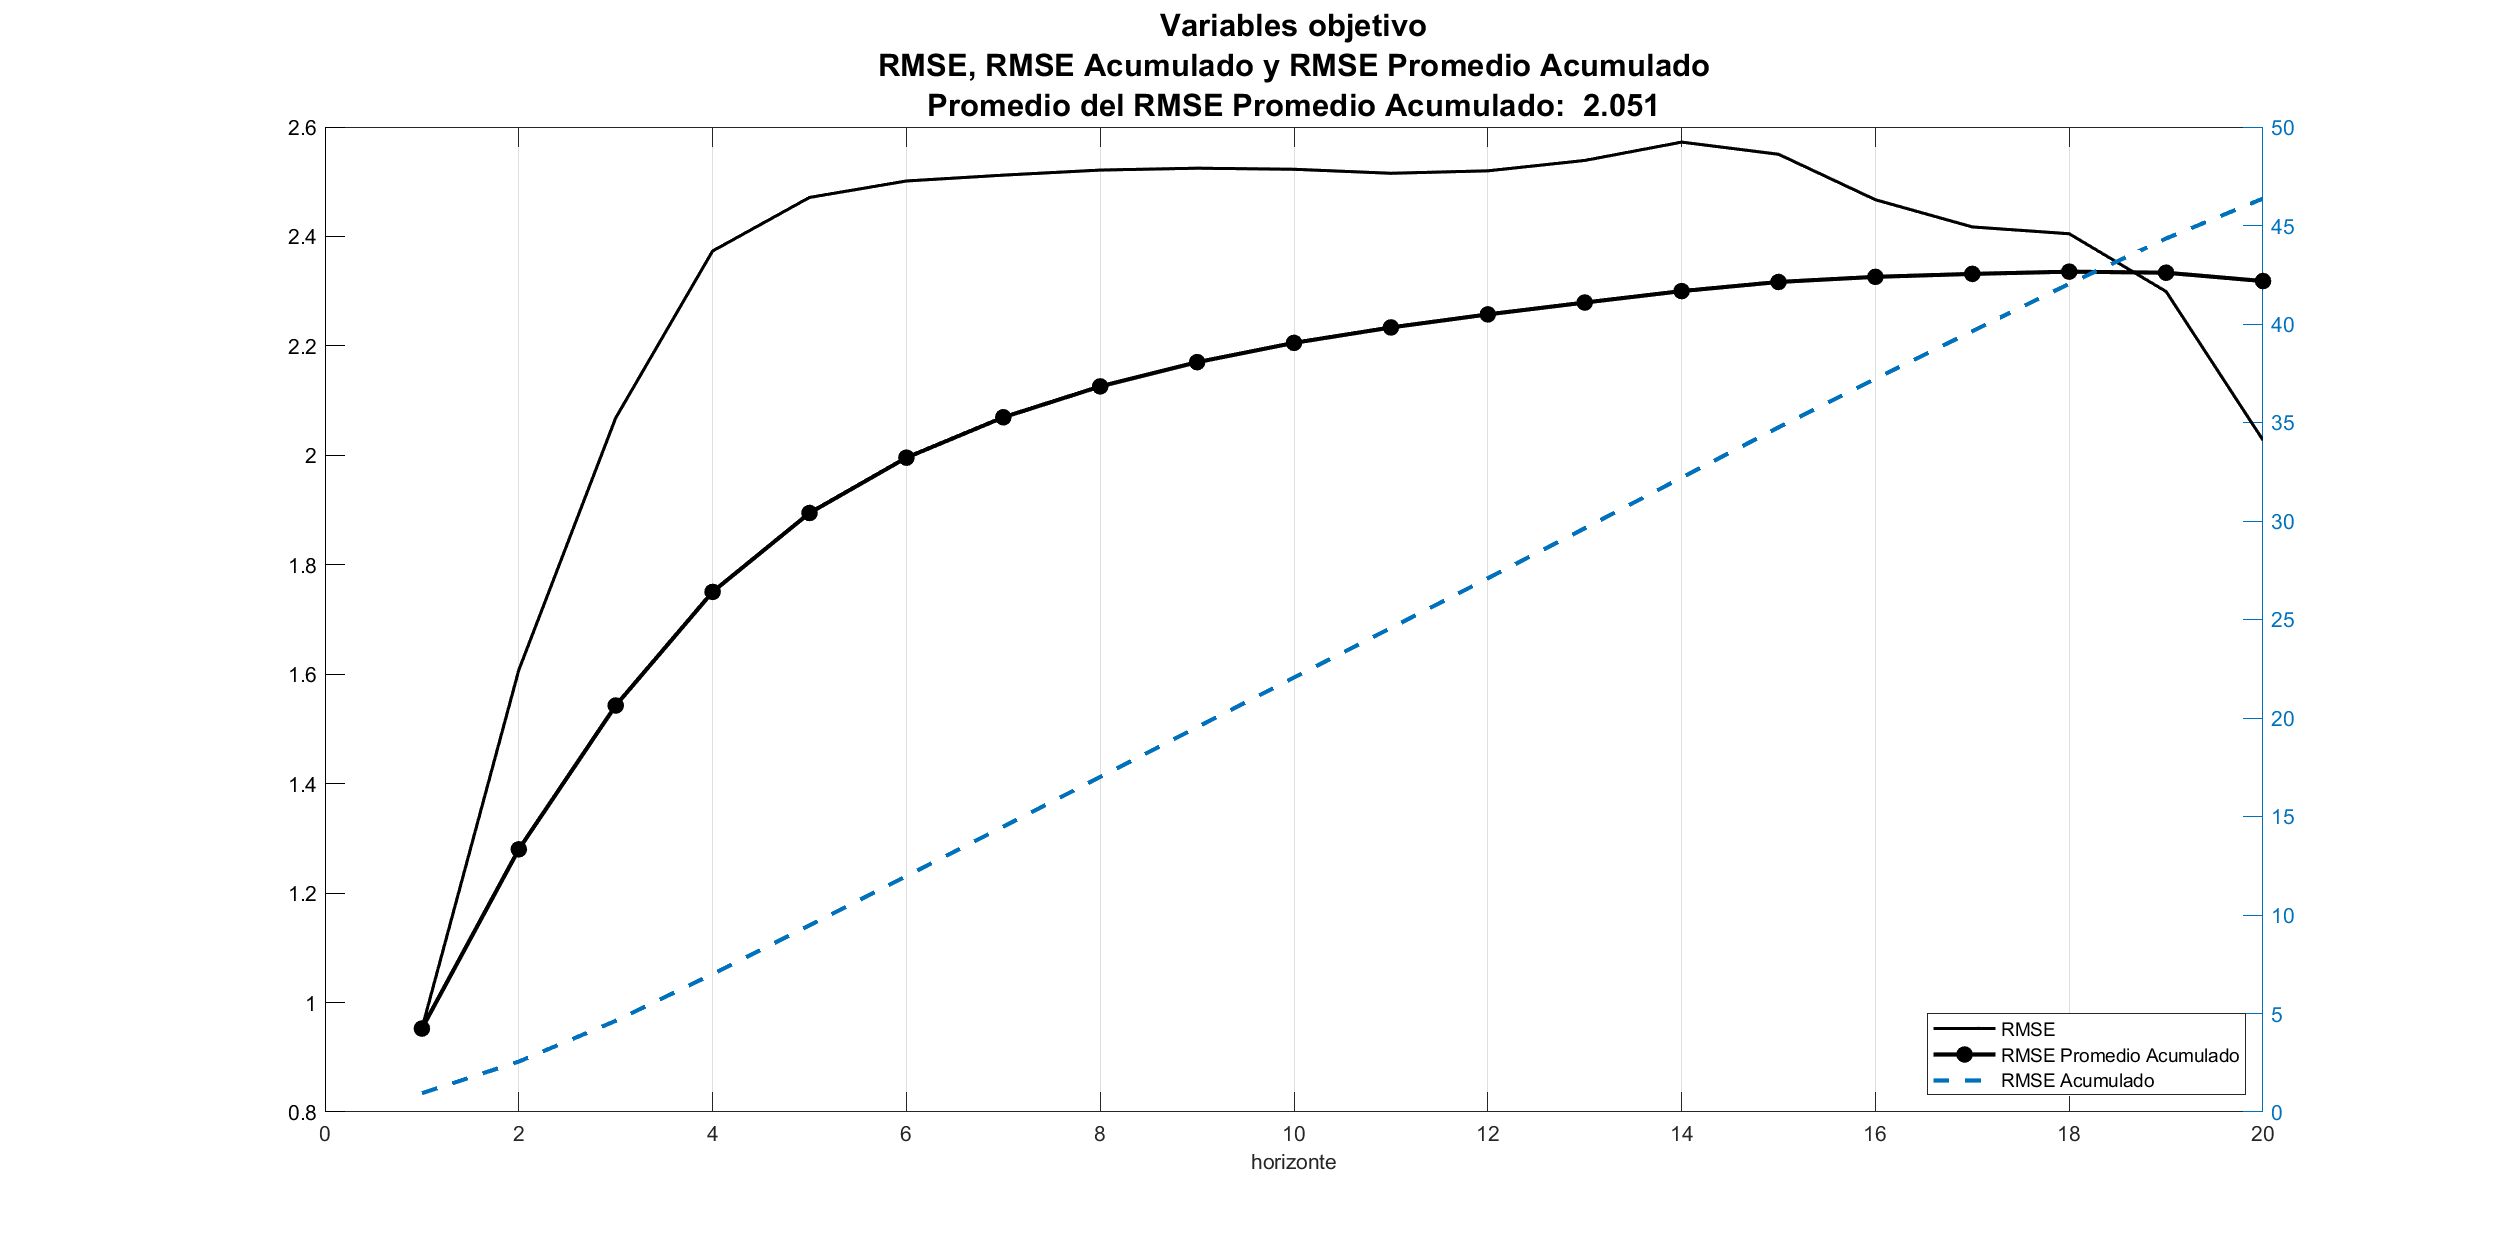 Variables objetivo
RMSE, RMSE Acumulado y RMSE Promedio Acumulado
Promedio del RMSE Promedio Acumulado:  2.051
2.6
2.4
2.2
2
1.8
1.6
1.4
1.2
1
0.8
50
45
40
35
30
25
20
15
10
5
0
RMSE
RMSE Promedio Acumulado
RMSE Acumulado
0 2 4 6 8 10 12 14 16 18 20
horizonte